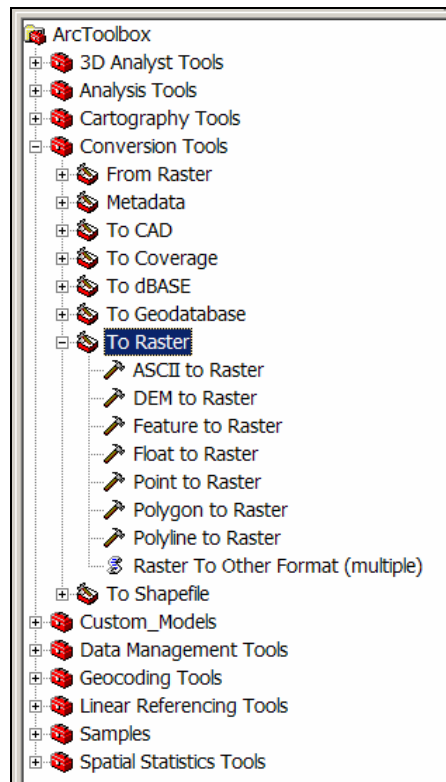 ArcToolbox
3D Analyst Tools
Analysis Tools
Cartography Tools
Conversion Tools
From Raster
Metadata
To CAD
To Coverage
To dBASE
To Geodatabase
To Raster
ASCII to Raster
DEM to Raster
Feature to Raster
Float to Raster
Point to Raster
Polygon to Raster
Polyline to Raster
Raster To Other Format (multiple)
To Shapefile
Custom_Models
Data Management Tools
Geocoding Tools
Linear Referencing Tools
Samples
Spatial Statistics Tools